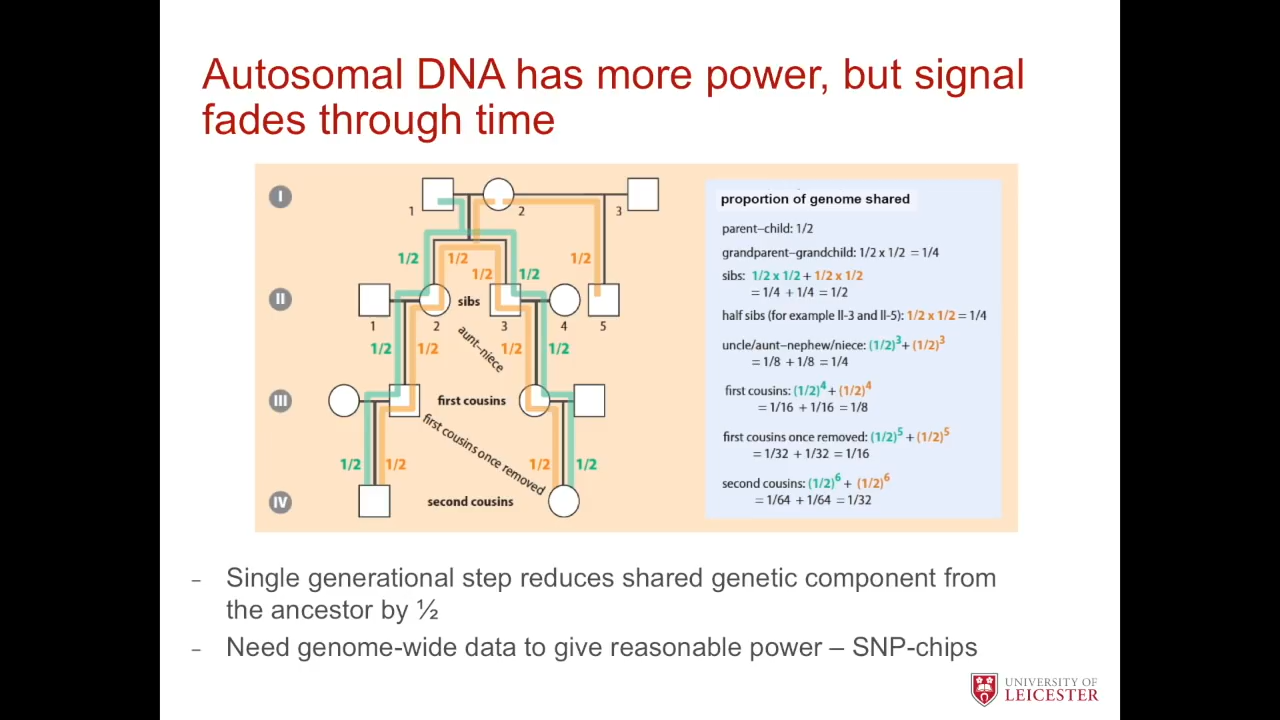 Autosomal DNA has more power, but signal
fades through time
I
1
2
3
1/2
1/2
1/2
1/2
1/2
II
sibs
1
2
3
4
5
aunt–niece
1/2
1/2
1/2
1/2
III
first cousins
first cousins once removed
1/2
1/2
1/2
1/2
IV
second cousins
proportion of genome shared
parent–child: 1/2
grandparent–grandchild: 1/2 x 1/2 = 1/4
sibs: 1/2 x 1/2 + 1/2 x 1/2
= 1/4 + 1/4 = 1/2
half sibs (for example ll-3 and ll-5): 1/2 x 1/2 = 1/4
uncle/aunt–nephew/niece: (1/2)³ + (1/2)³
= 1/8 + 1/8 = 1/4
first cousins: (1/2)⁴ + (1/2)⁴
= 1/16 + 1/16 = 1/8
first cousins once removed: (1/2)⁵ + (1/2)⁵
= 1/32 + 1/32 = 1/16
second cousins: (1/2)⁶ + (1/2)⁶
= 1/64 + 1/64 = 1/32
– Single generational step reduces shared genetic component from
the ancestor by ½
– Need genome-wide data to give reasonable power – SNP-chips
UNIVERSITY OF
LEICESTER